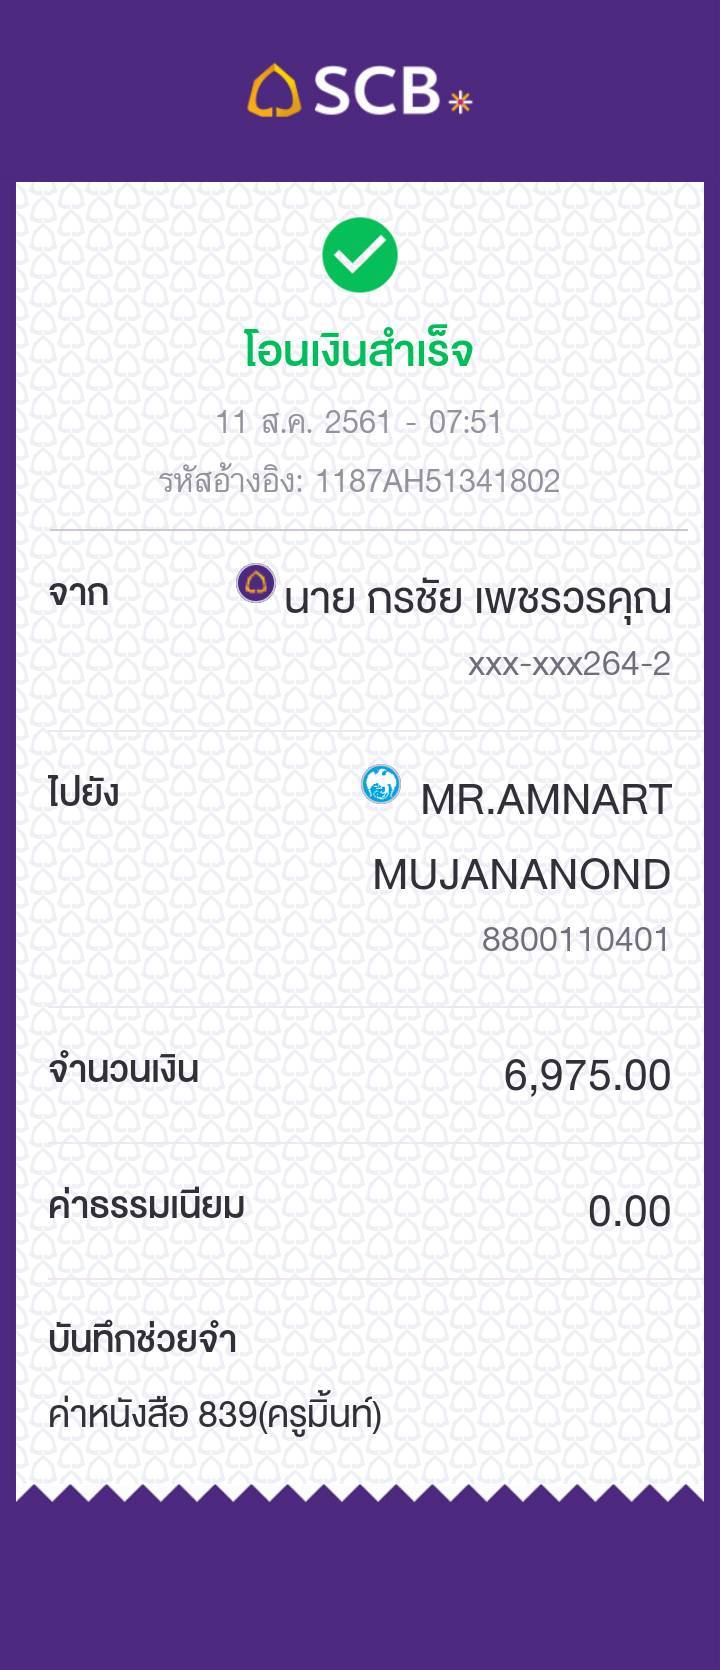 SCB
โอนเงินสำเร็จ
11 ส.ค. 2561 - 07:51
รหัสอ้างอิง: 1187AH51341802
จาก นาย กรชัย เพชรวรคุณ
xxx-xxx264-2
ไปยัง MR.AMNART
MUJANANOND
8800110401
จำนวนเงิน 6,975.00
ค่าธรรมเนียม 0.00
บันทึกช่วยจำ
ค่าหนังสือ 839(ครูมิ้นท์)